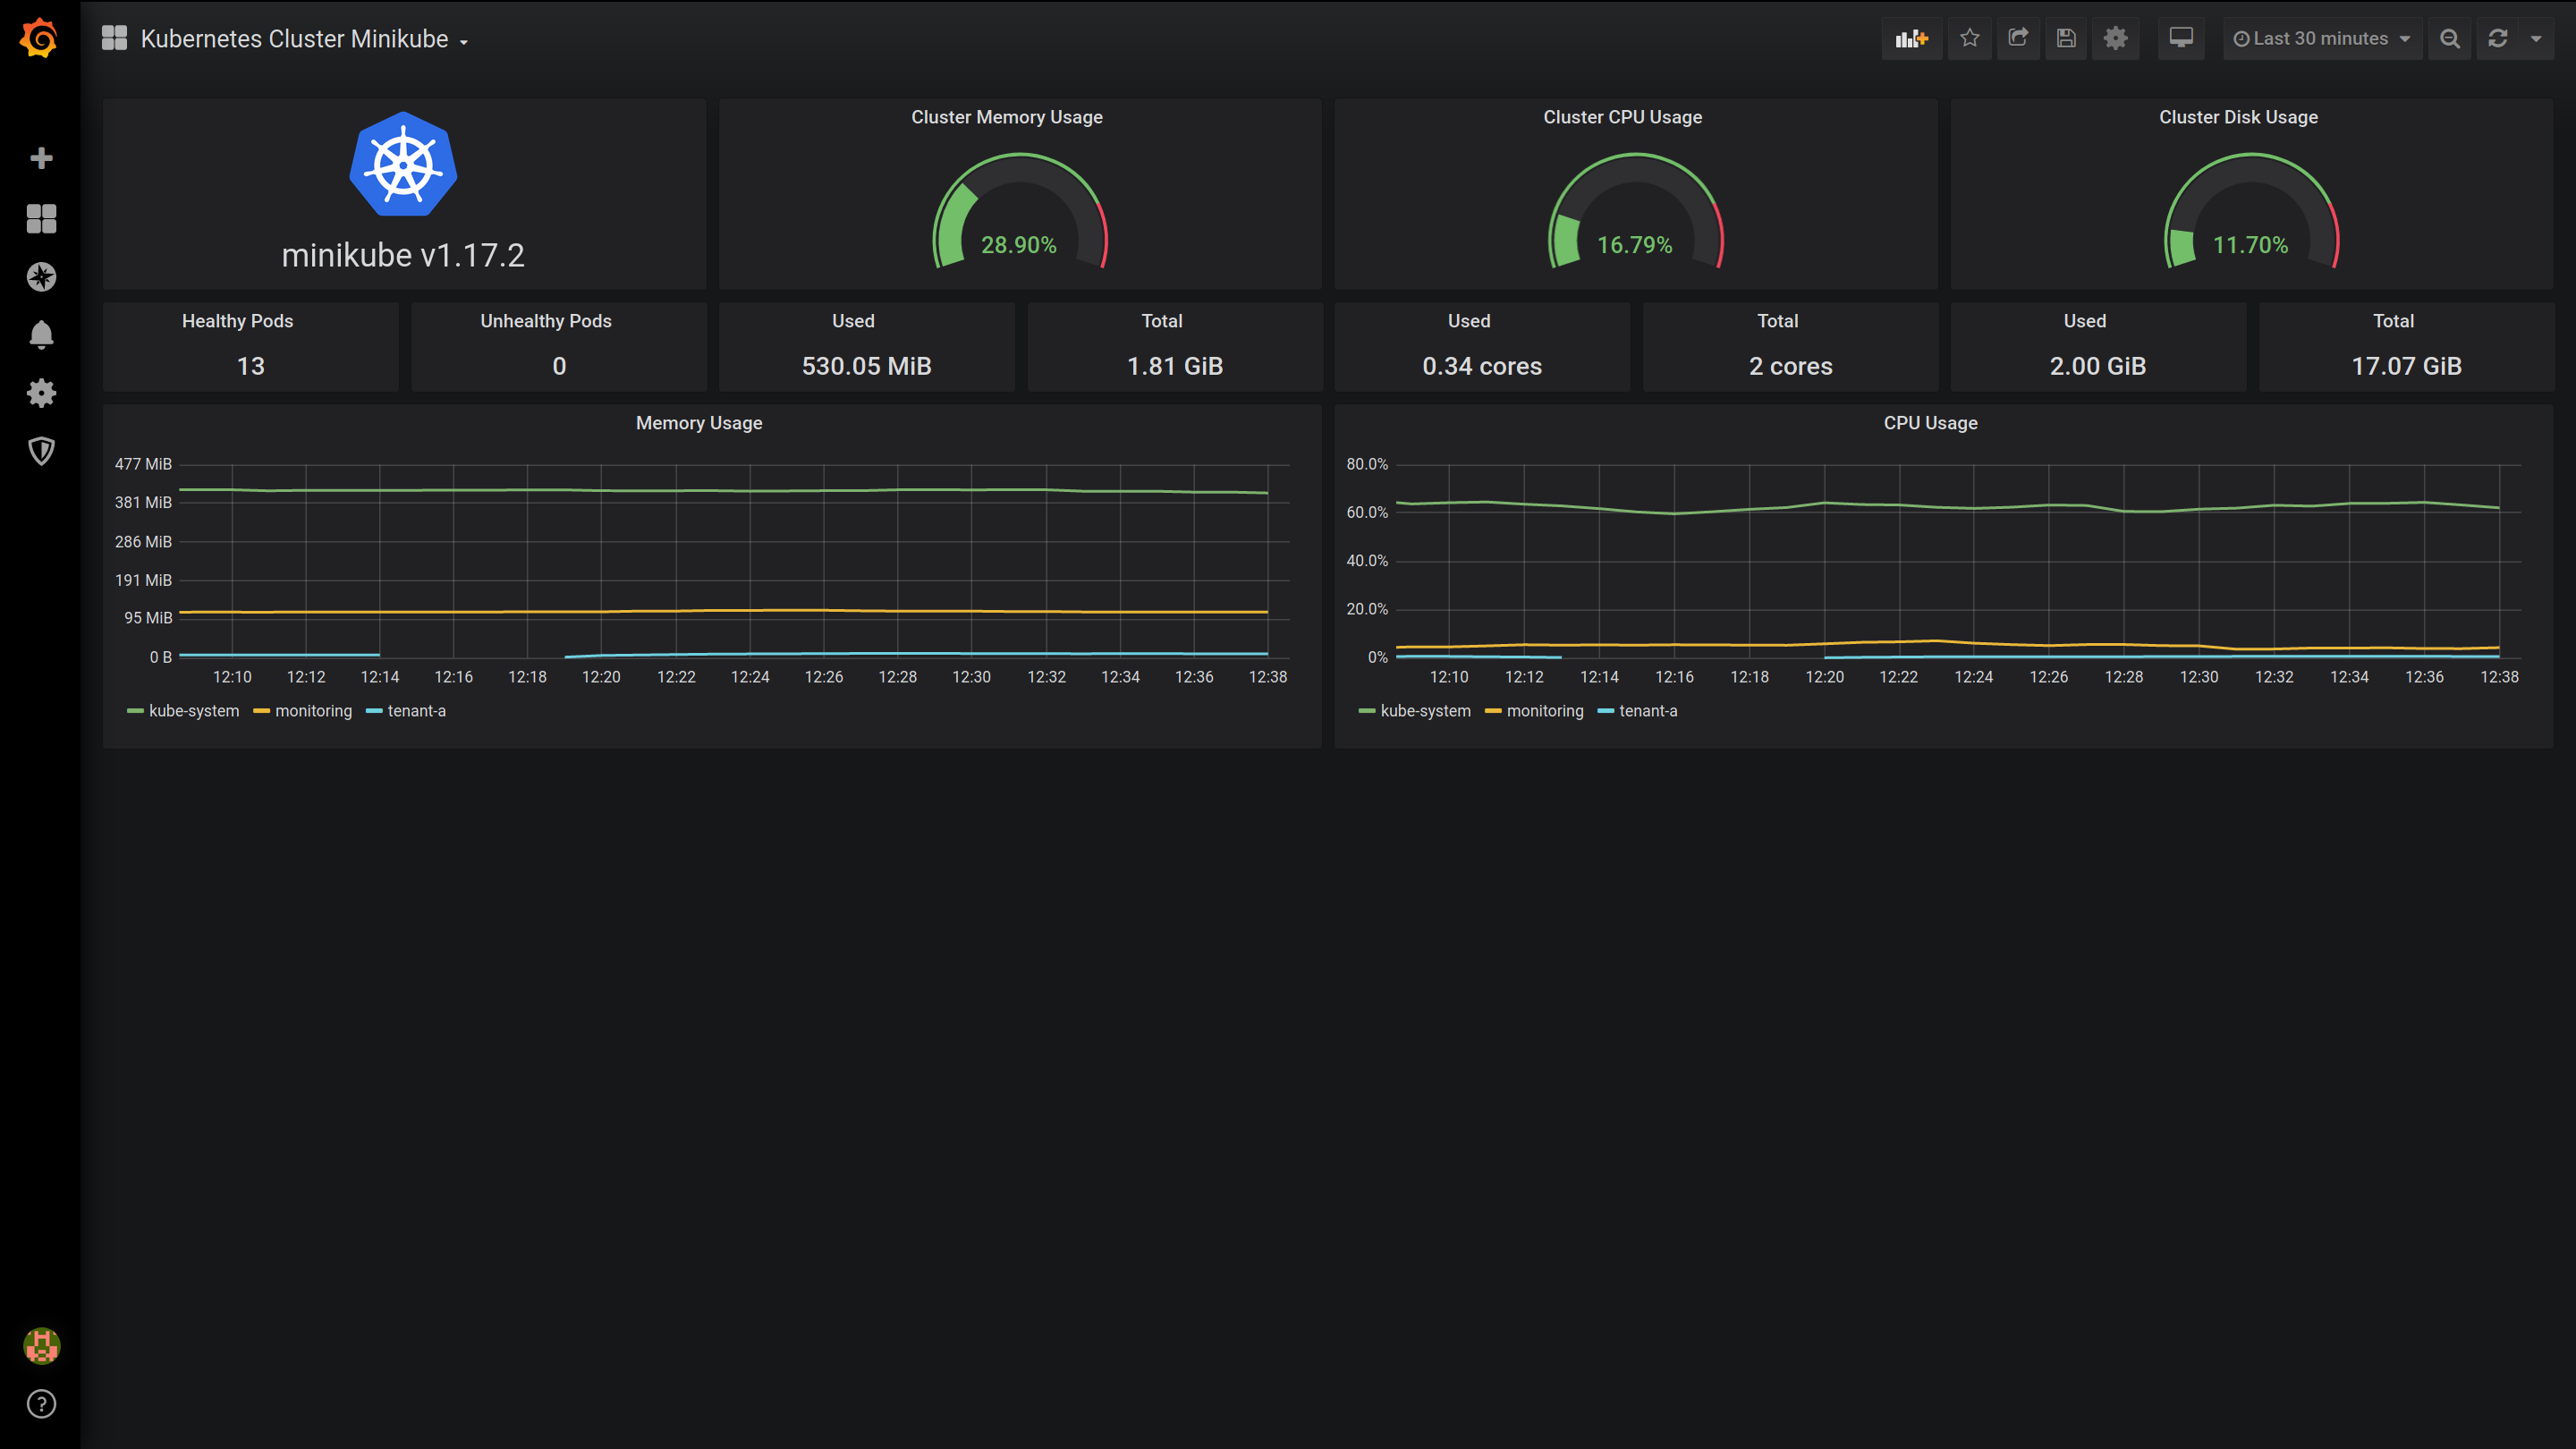 Kubernetes Cluster Minikube
Last 30 minutes
minikube v1.17.2
Cluster Memory Usage
28.90%
Cluster CPU Usage
16.79%
Cluster Disk Usage
11.70%
Healthy Pods
13
Unhealthy Pods
0
Used
530.05 MiB
Total
1.81 GiB
Used
0.34 cores
Total
2 cores
Used
2.00 GiB
Total
17.07 GiB
Memory Usage
477 MiB
381 MiB
286 MiB
191 MiB
95 MiB
0 B
12:10 12:12 12:14 12:16 12:18 12:20 12:22 12:24 12:26 12:28 12:30 12:32 12:34 12:36 12:38
kube-system monitoring tenant-a
CPU Usage
80.0%
60.0%
40.0%
20.0%
0%
12:10 12:12 12:14 12:16 12:18 12:20 12:22 12:24 12:26 12:28 12:30 12:32 12:34 12:36 12:38
kube-system monitoring tenant-a
?